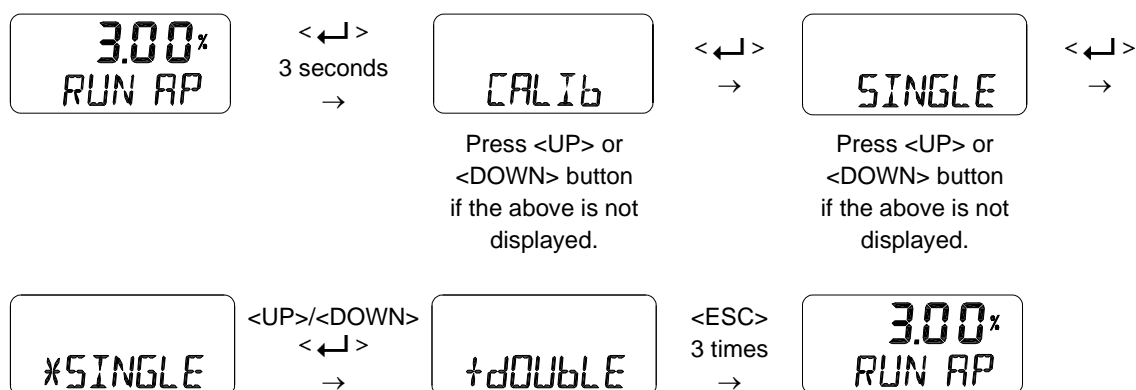 3.00%
RUN AP
< ↵ >
3 seconds
→
CALIb
< ↵ >
→
SINGLE
< ↵ >
→
Press <UP> or
<DOWN> button
if the above is not
displayed.
Press <UP> or
<DOWN> button
if the above is not
displayed.
*SINGLE
<UP>/<DOWN>
< ↵ >
→
+dOUbLE
<ESC>
3 times
→
3.00%
RUN AP